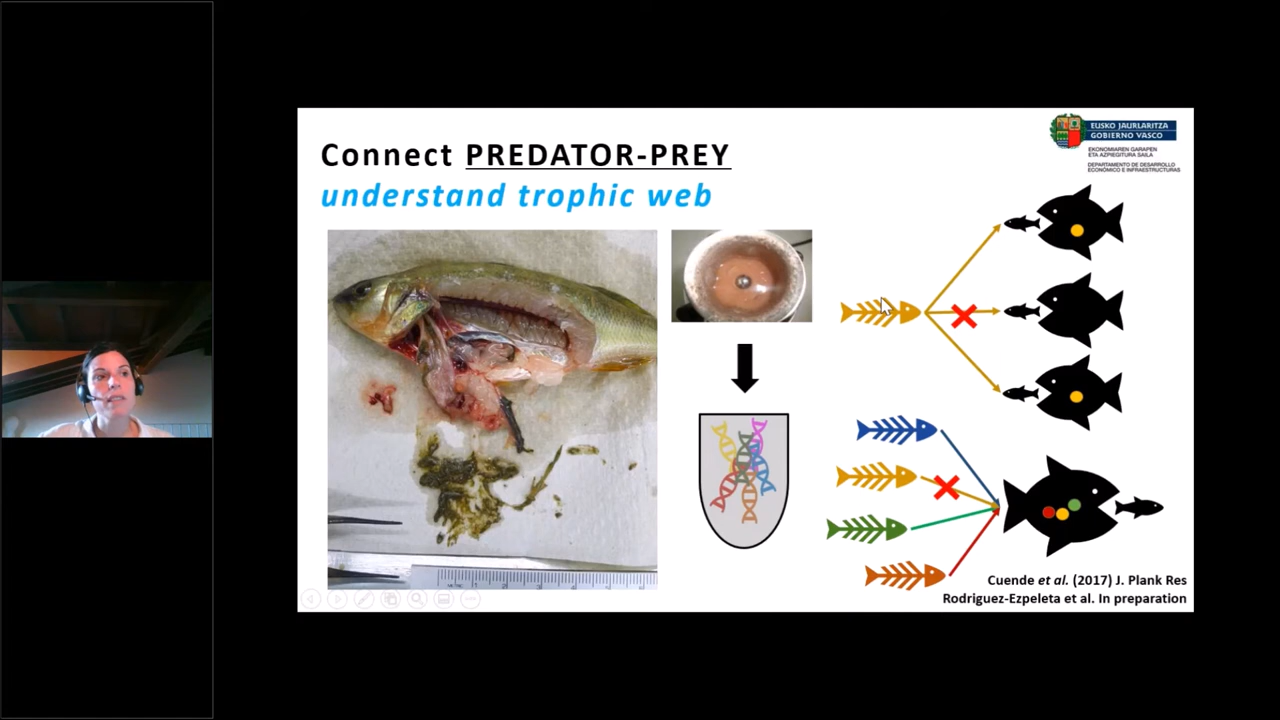 Connect PREDATOR-PREY
understand trophic web
EUSKO JAURLARITZA
GOBIERNO VASCO
EKONOMIAREN GARAPEN
ETA AZPIEGITURA SAILA
DEPARTAMENTO DE DESARROLLO
ECONÓMICO E INFRAESTRUCTURAS
Cuende et al. (2017) J. Plank Res
Rodriguez-Ezpeleta et al. In preparation